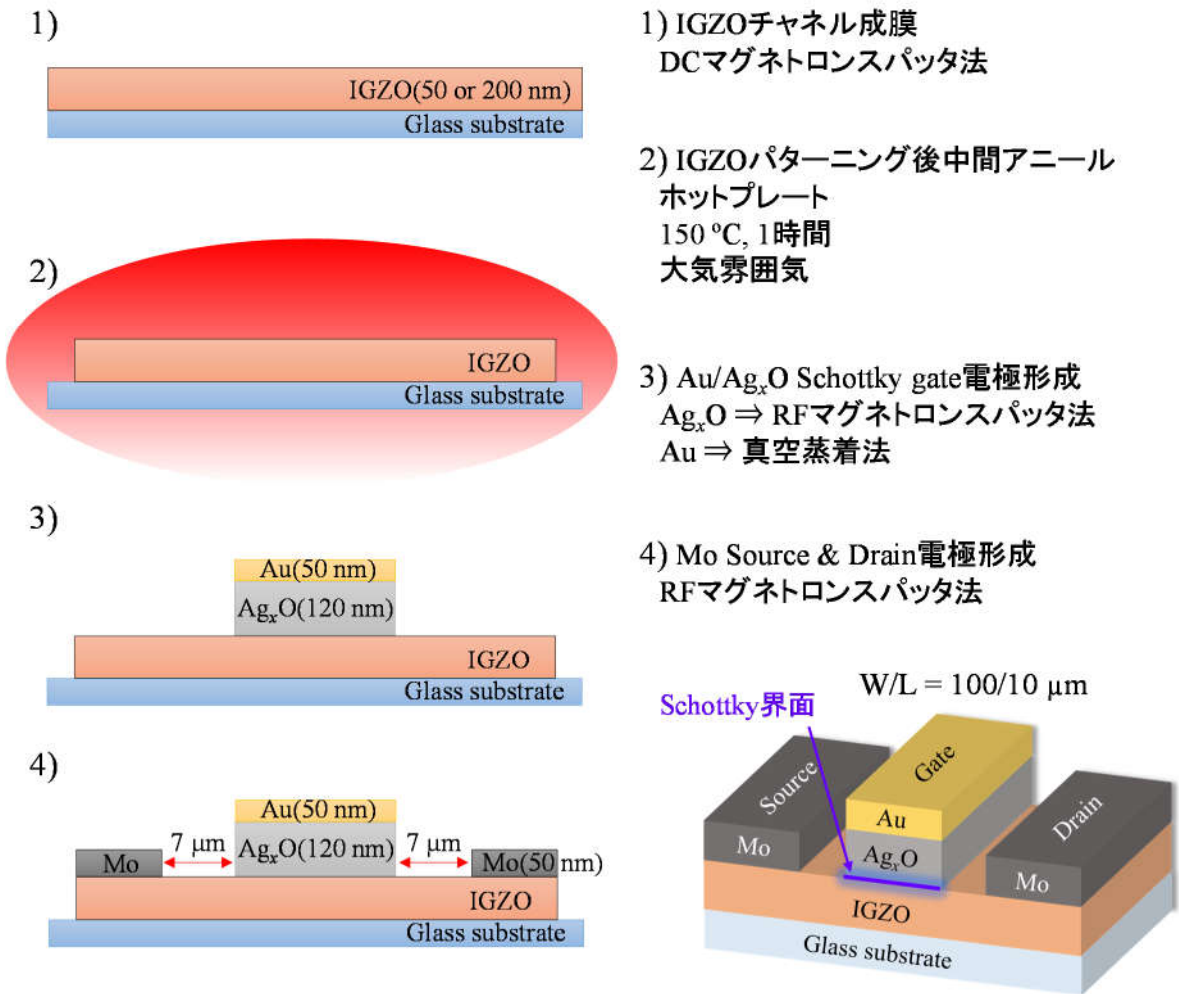 1)
IGZO(50 or 200 nm)
Glass substrate
2)
IGZO
Glass substrate
3)
Au(50 nm)
AgxO(120 nm)
IGZO
Glass substrate
4)
Au(50 nm)
7 μm
AgxO(120 nm)
7 μm
Mo
Mo(50 nm)
IGZO
Glass substrate
1) IGZOチャネル成膜
DCマグネトロンスパッタ法
2) IGZOパターニング後中間アニール
ホットプレート
150 ºC, 1時間
大気雰囲気
3) Au/AgxO Schottky gate電極形成
AgxO ⇒ RFマグネトロンスパッタ法
Au ⇒ 真空蒸着法
4) Mo Source & Drain電極形成
RFマグネトロンスパッタ法
W/L = 100/10 μm
Schottky界面
Source
Gate
Drain
Mo
Au
AgxO
Mo
IGZO
Glass substrate